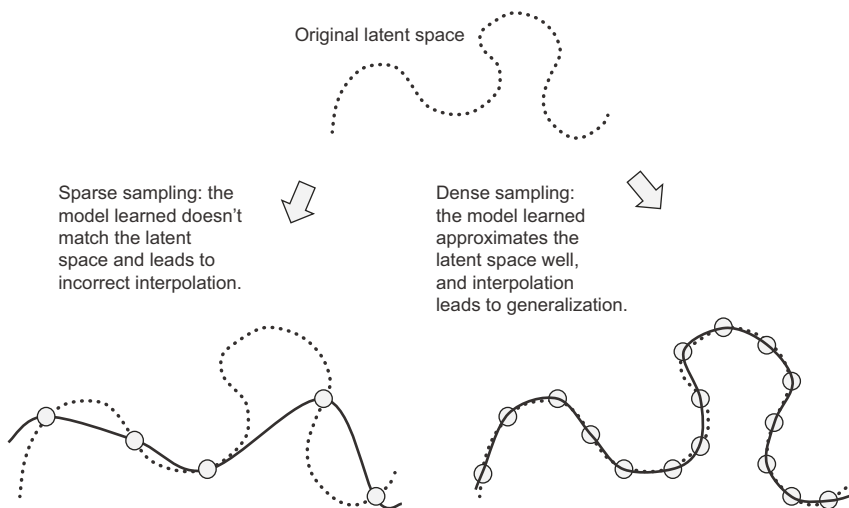 Original latent space
Sparse sampling: the
model learned doesn't
match the latent
space and leads to
incorrect interpolation.
Dense sampling:
the model learned
approximates the
latent space well,
and interpolation
leads to generalization.